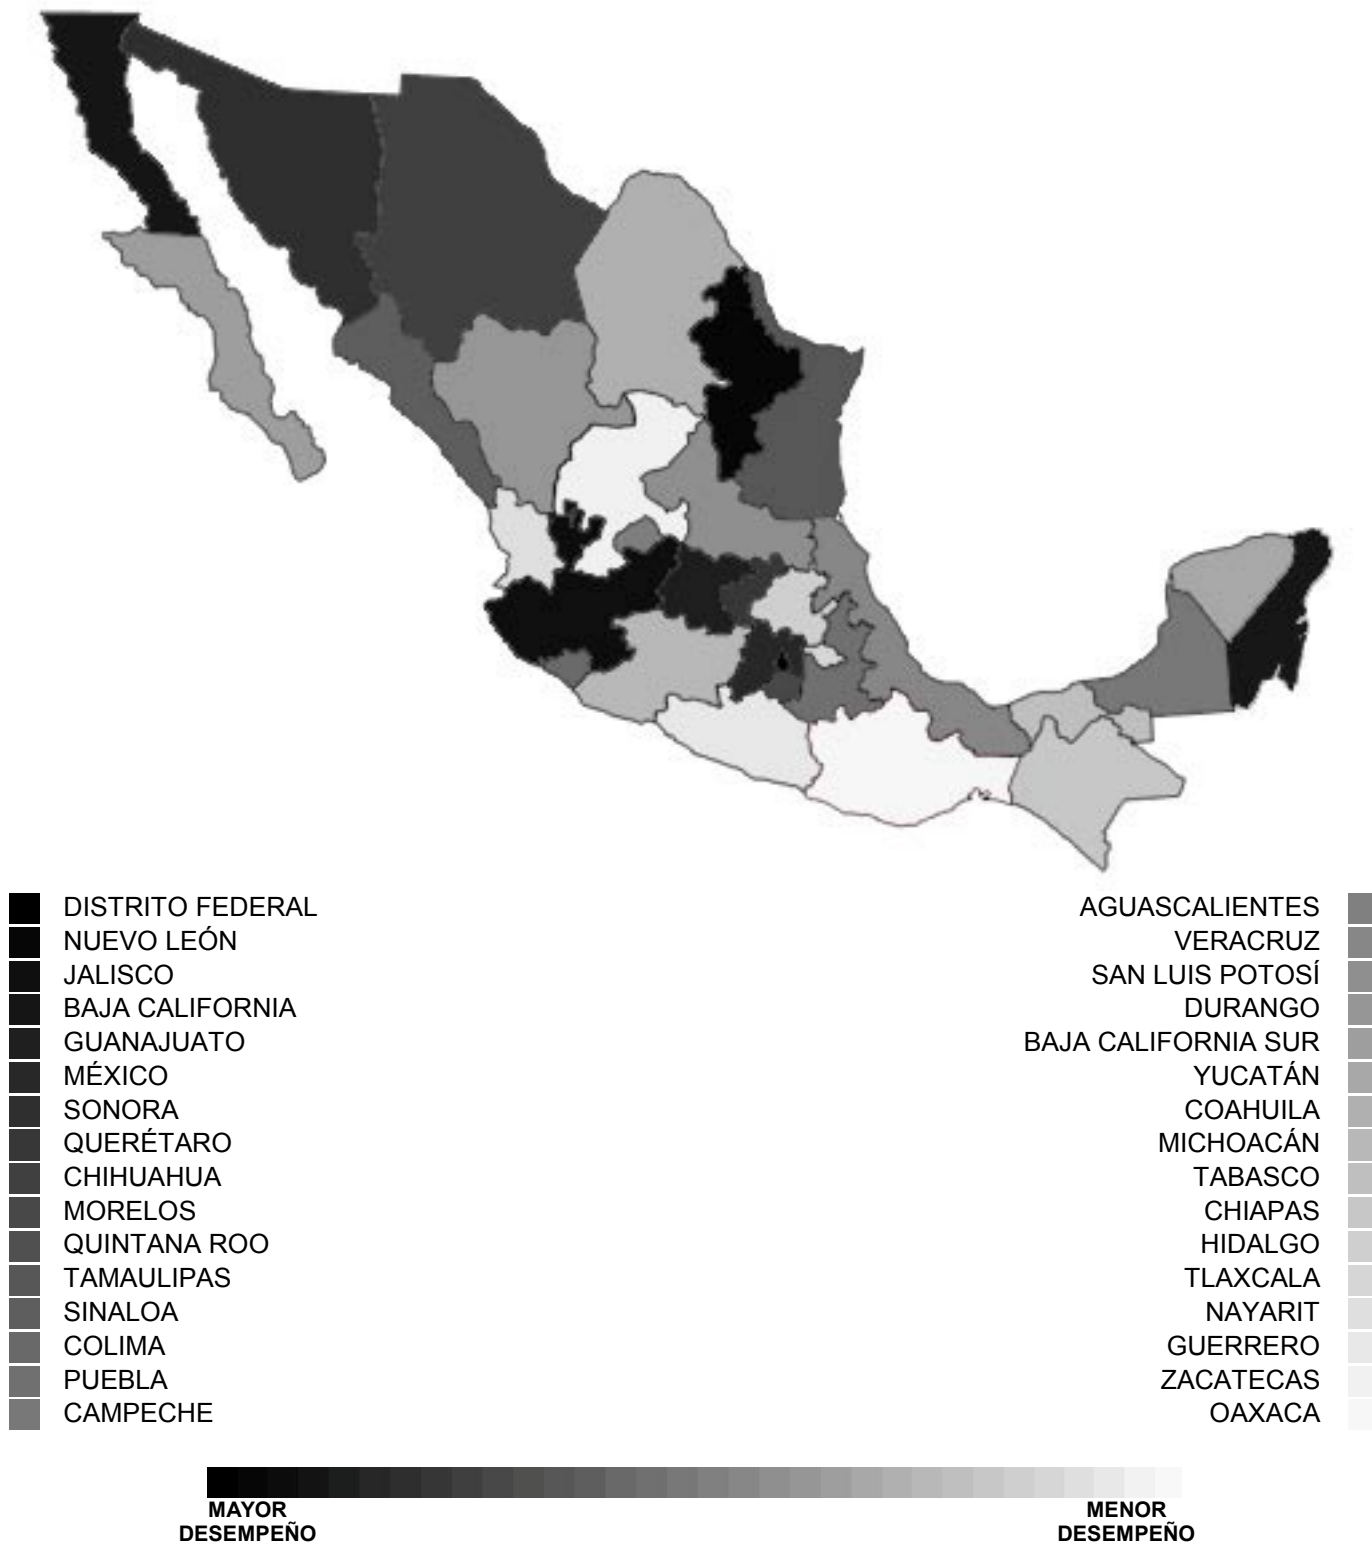 DISTRITO FEDERAL
NUEVO LEÓN
JALISCO
BAJA CALIFORNIA
GUANAJUATO
MÉXICO
SONORA
QUERÉTARO
CHIHUAHUA
MORELOS
QUINTANA ROO
TAMAULIPAS
SINALOA
COLIMA
PUEBLA
CAMPECHE
AGUASCALIENTES
VERACRUZ
SAN LUIS POTOSÍ
DURANGO
BAJA CALIFORNIA SUR
YUCATÁN
COAHUILA
MICHOACÁN
TABASCO
CHIAPAS
HIDALGO
TLAXCALA
NAYARIT
GUERRERO
ZACATECAS
OAXACA
MAYOR
DESEMPEÑO
MENOR
DESEMPEÑO